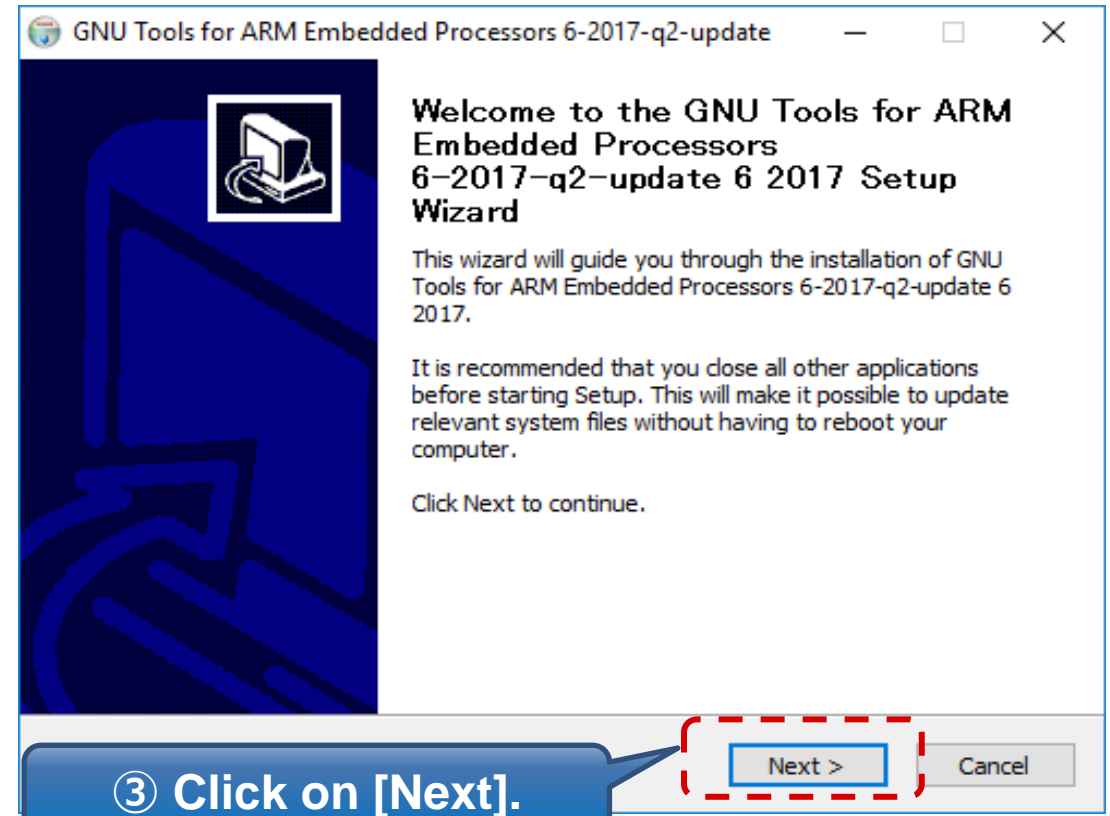 GNU Tools for ARM Embedded Processors 6-2017-q2-update
Welcome to the GNU Tools for ARM
Embedded Processors
6-2017-q2-update 6 2017 Setup
Wizard
This wizard will guide you through the installation of GNU
Tools for ARM Embedded Processors 6-2017-q2-update 6
2017.
It is recommended that you close all other applications
before starting Setup. This will make it possible to update
relevant system files without having to reboot your
computer.
Click Next to continue.
Next >
Cancel
③ Click on [Next].